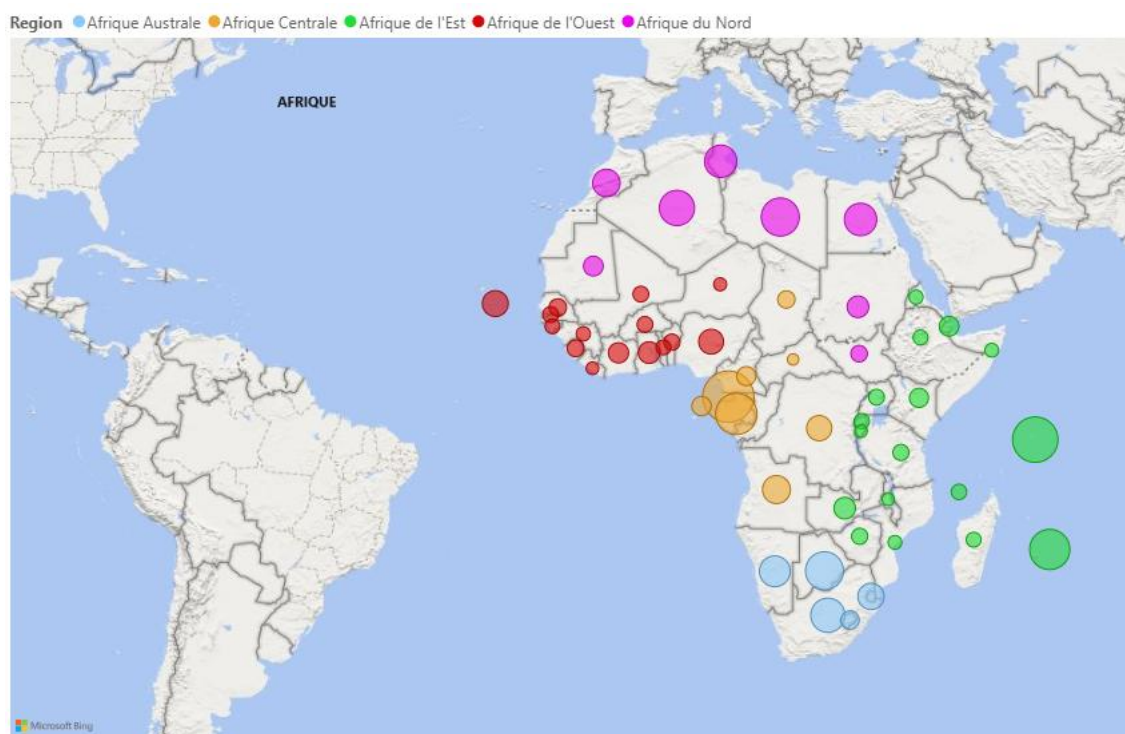 Region Afrique Australe Afrique Centrale Afrique de l'Est Afrique de l'Ouest Afrique du Nord
AFRIQUE
Microsoft Bing